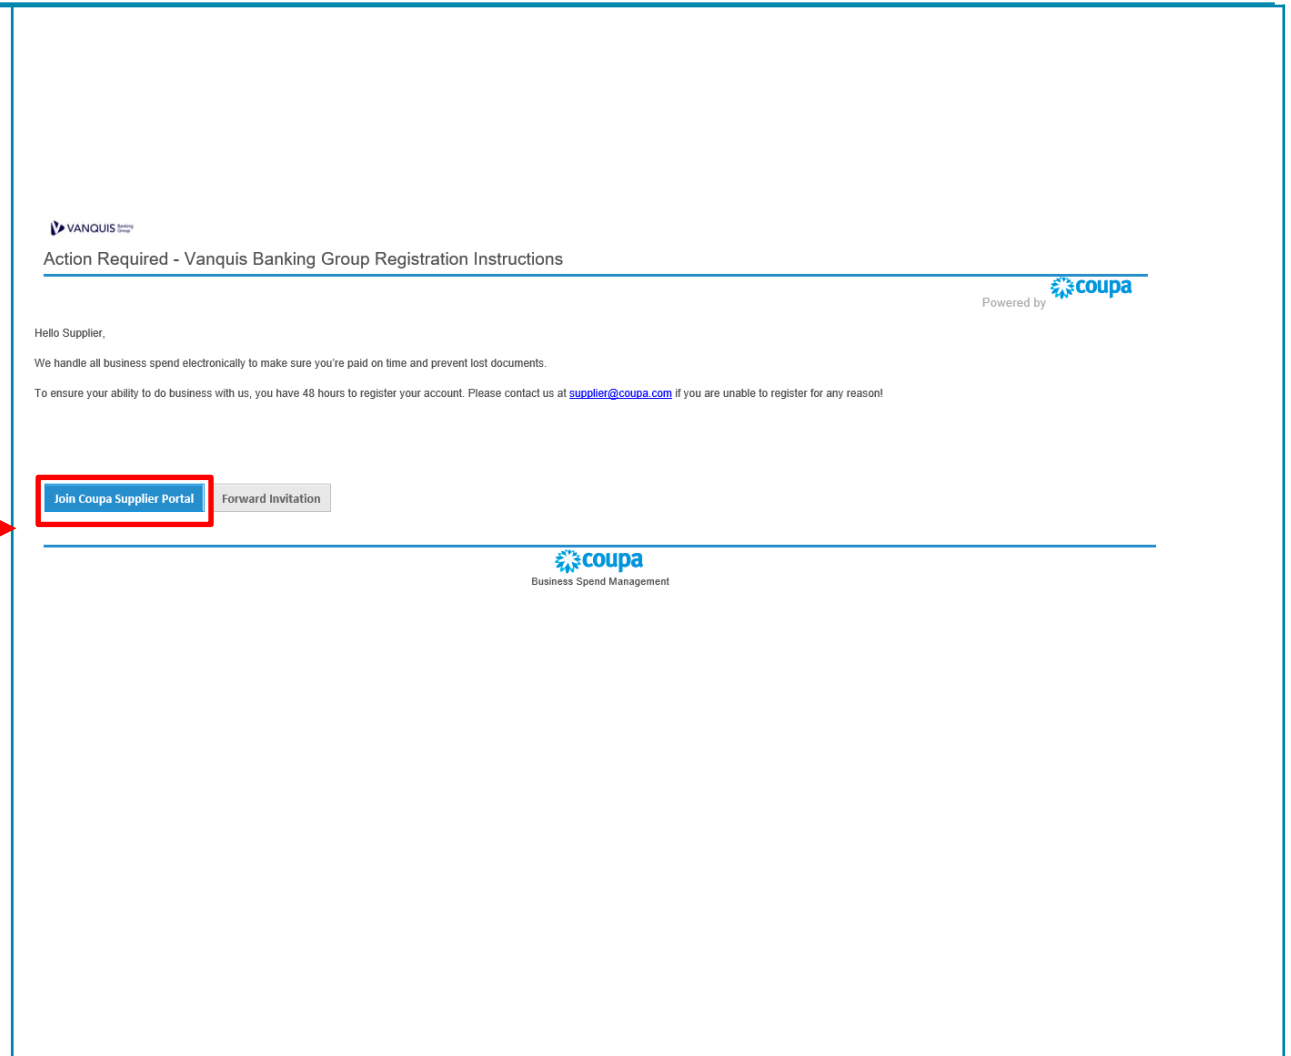 VANQUIS Banking Group
Action Required - Vanquis Banking Group Registration Instructions
Powered by coupa
Hello Supplier,
We handle all business spend electronically to make sure you're paid on time and prevent lost documents.
To ensure your ability to do business with us, you have 48 hours to register your account. Please contact us at supplier@coupa.com if you are unable to register for any reason!
Join Coupa Supplier Portal Forward Invitation
coupa
Business Spend Management